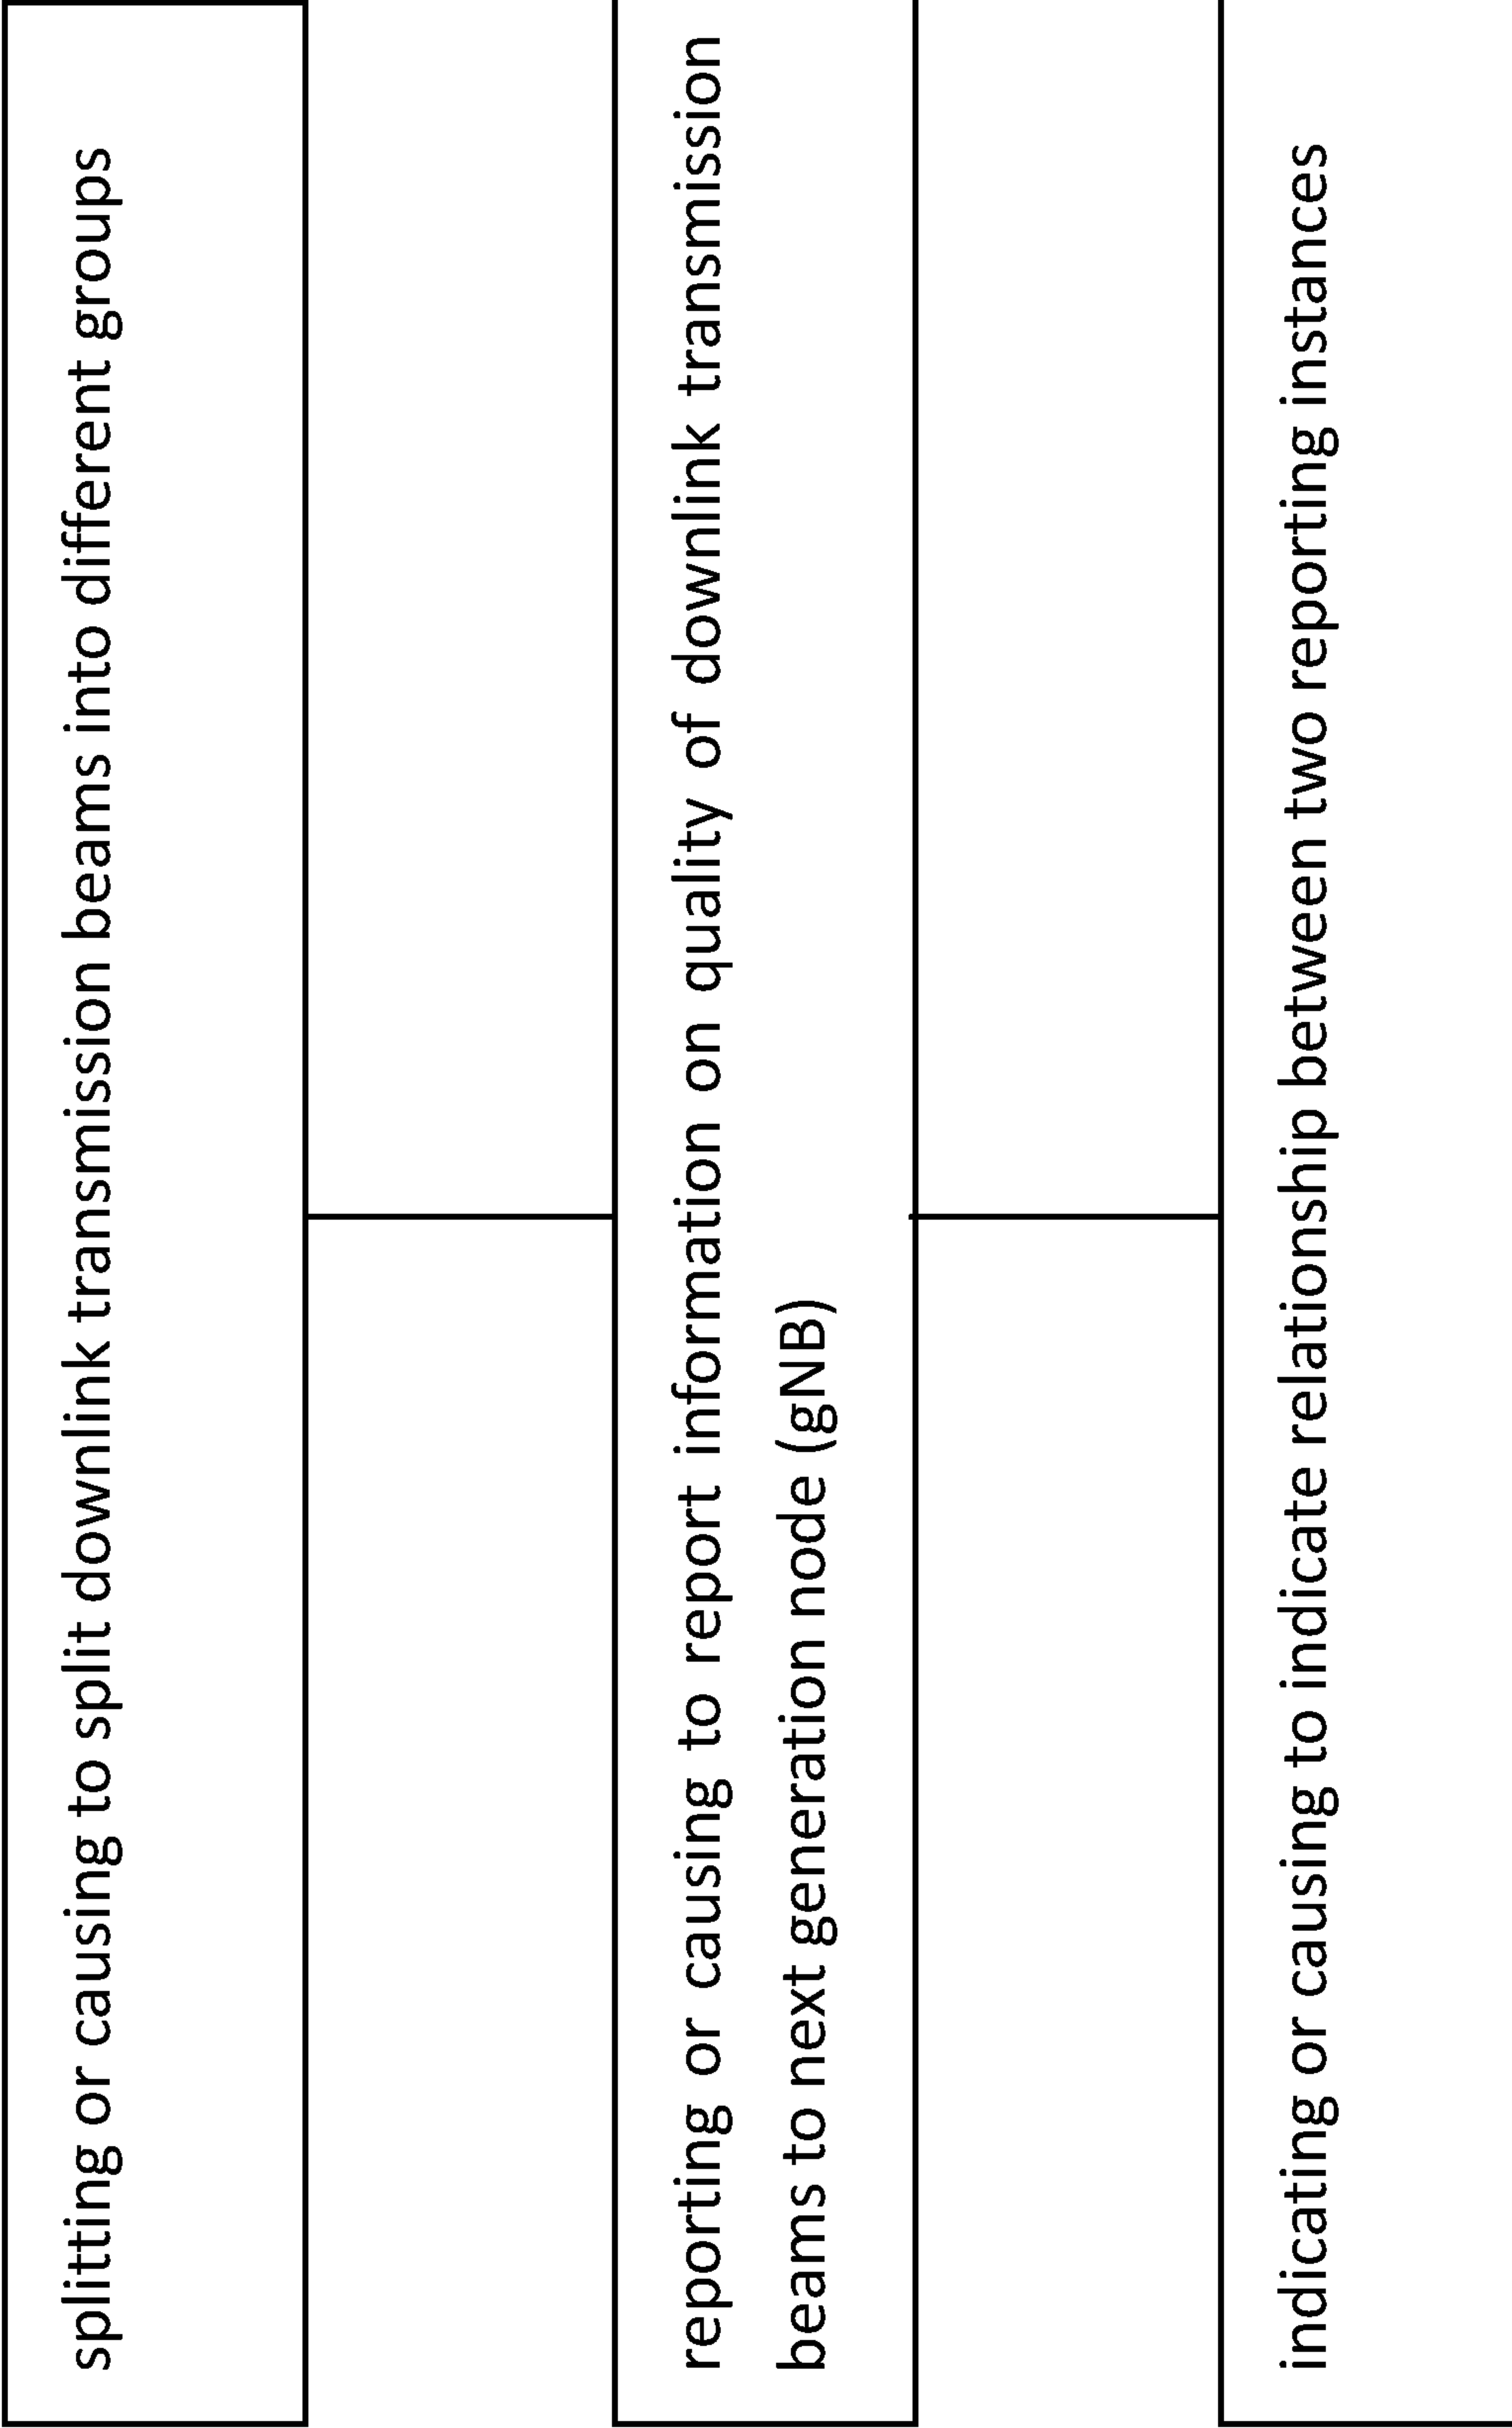 splitting or causing to split downlink transmission beams into different groups
reporting or causing to report information on quality of downlink transmission
beams to next generation node (gNB)
indicating or causing to indicate relationship between two reporting instances